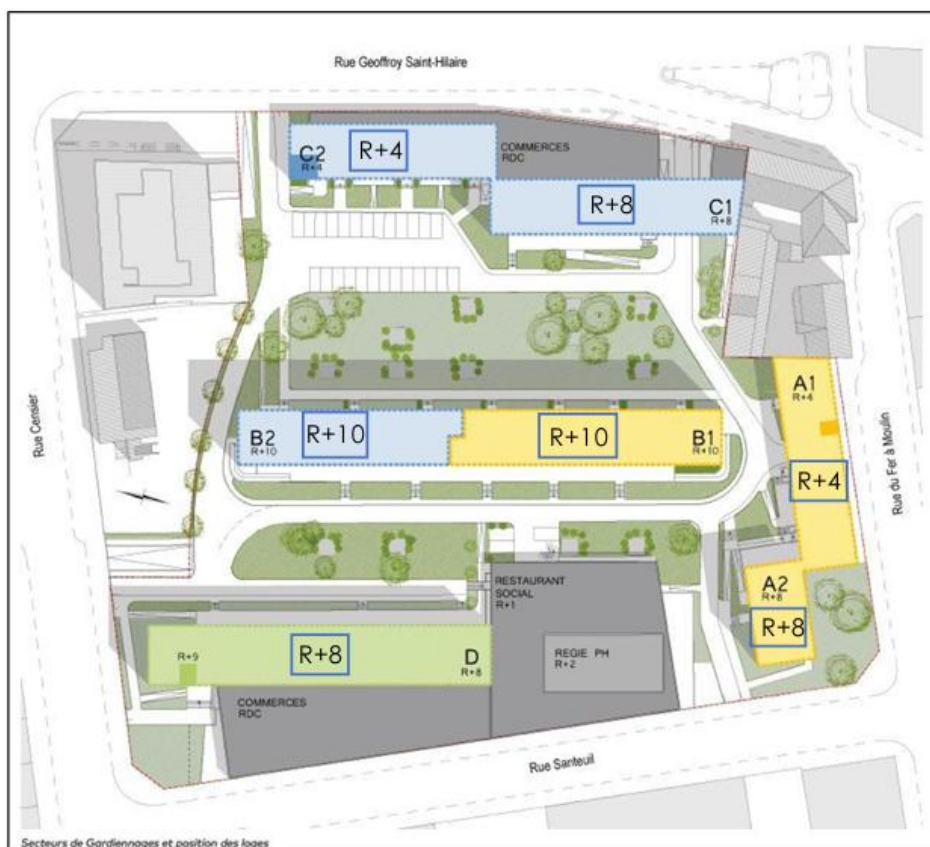 Rue Geoffroy Saint-Hilaire
C2
R+4
R+4
COMMERCES
RDC
R+8
C1
R+8
Rue Censier
A1
R+4
B2
R+10
R+10
R+10
B1
R+10
R+4
Rue du Fer à Moulin
A2
R+8
R+8
RESTAURANT
SOCIAL
R+1
REGIE PH
R+2
R+9
R+8
D
R+8
COMMERCES
RDC
Rue Santeuil
Secteurs de Gardiennages et position des loges